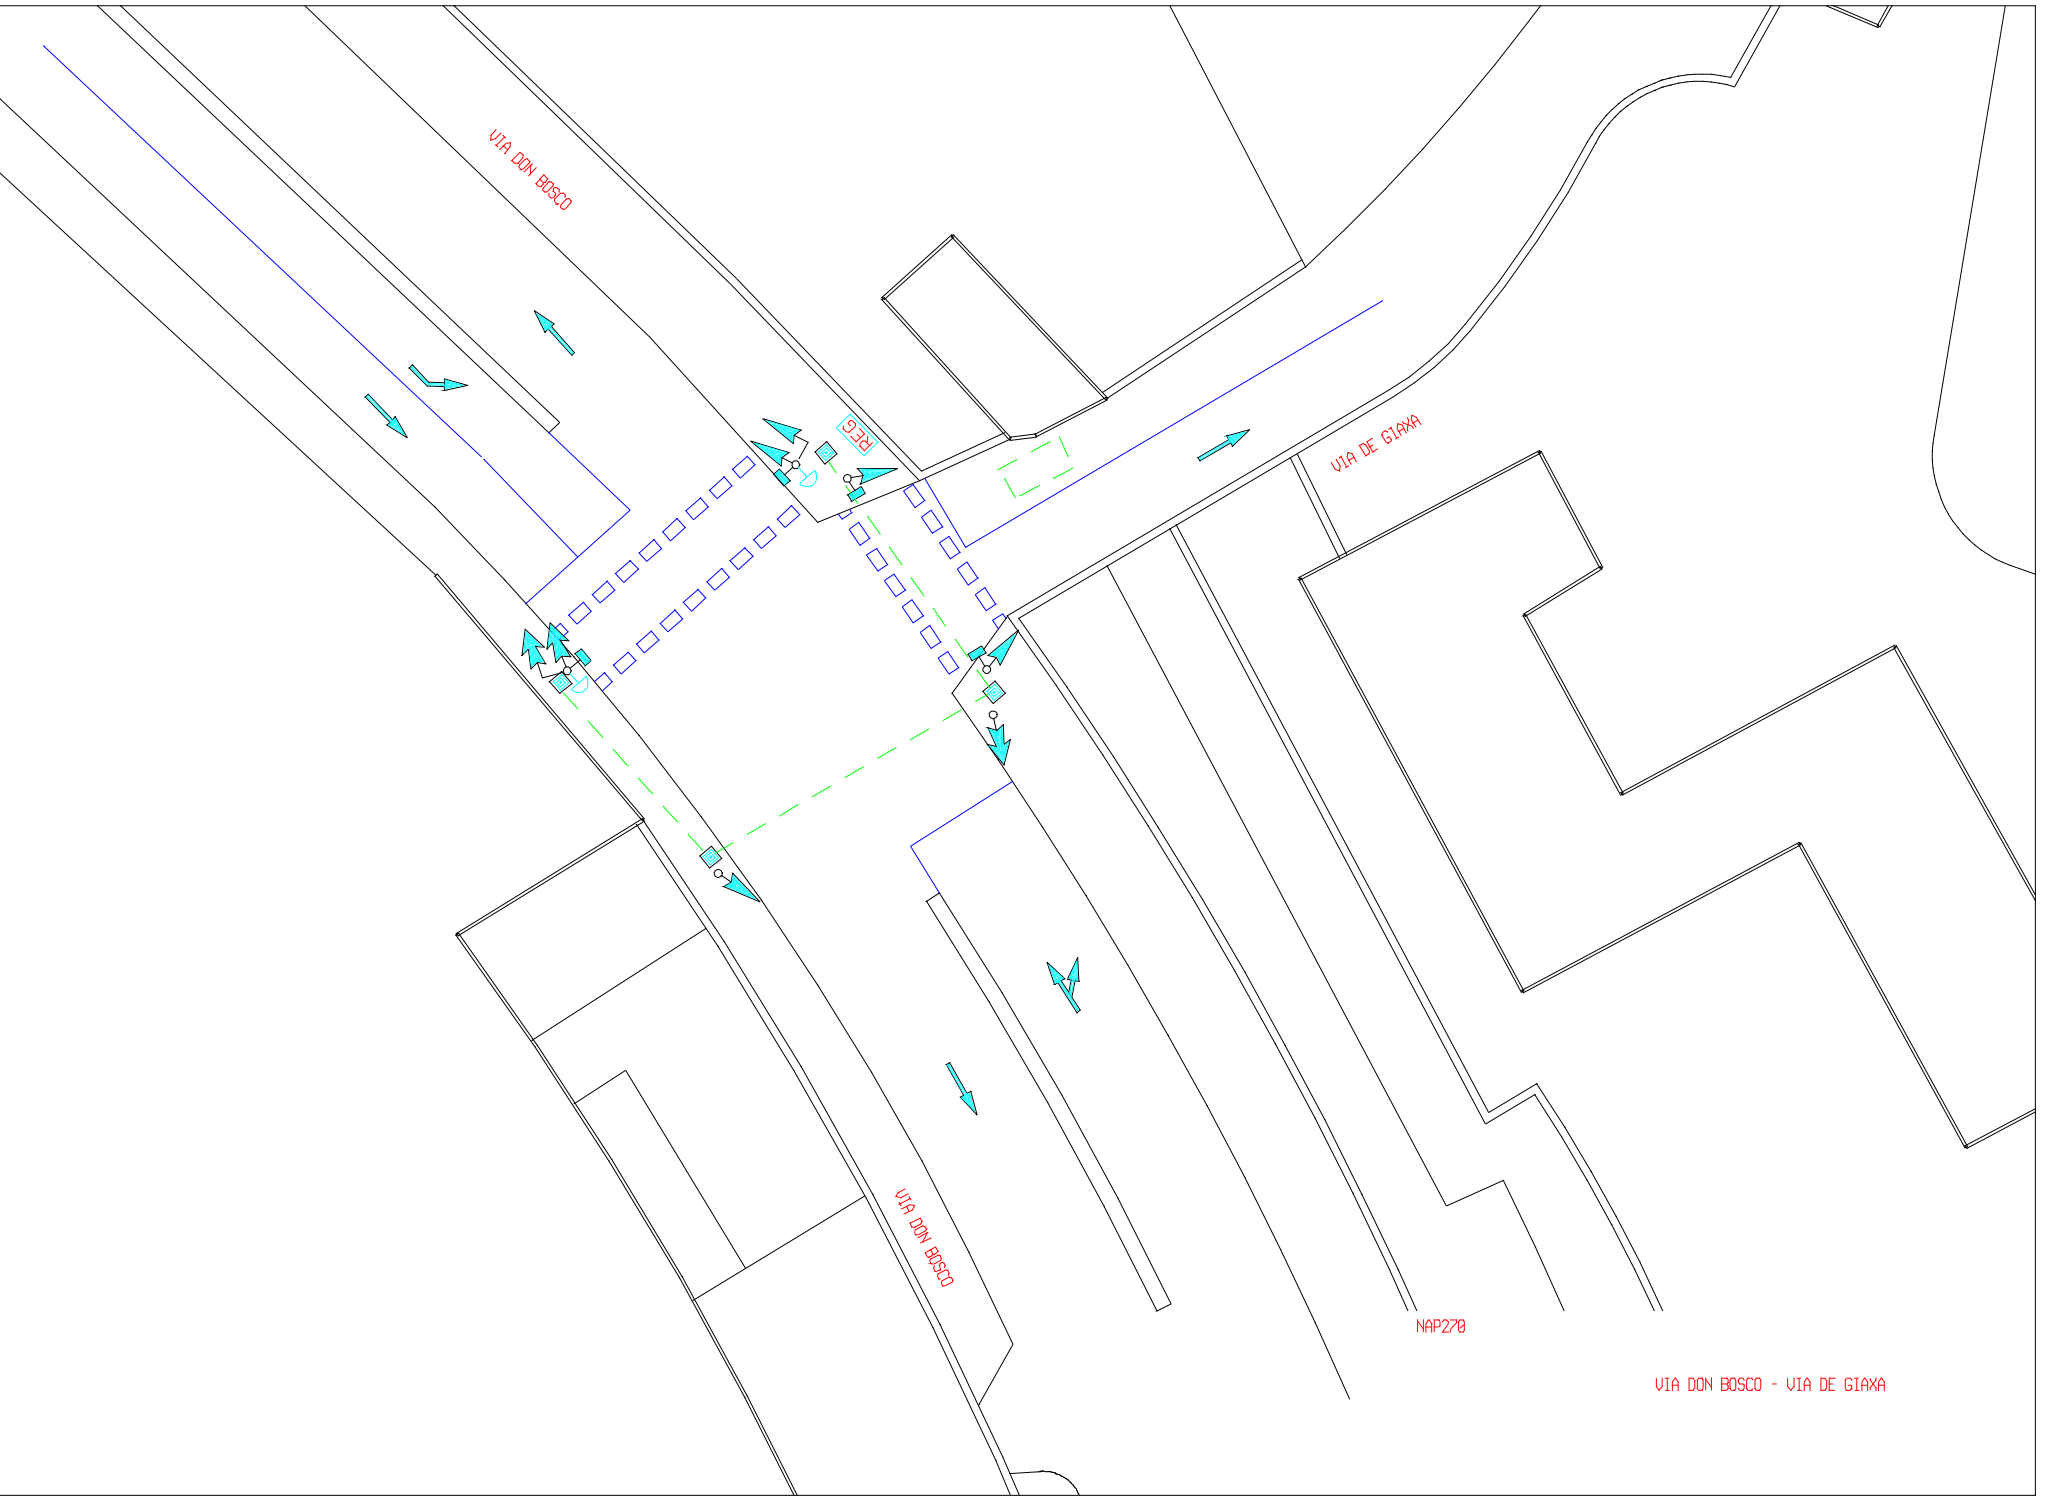 VIA DON BOSCO
REG
VIA DE GIAXA
VIA DON BOSCO
NAP270
VIA DON BOSCO - VIA DE GIAXA